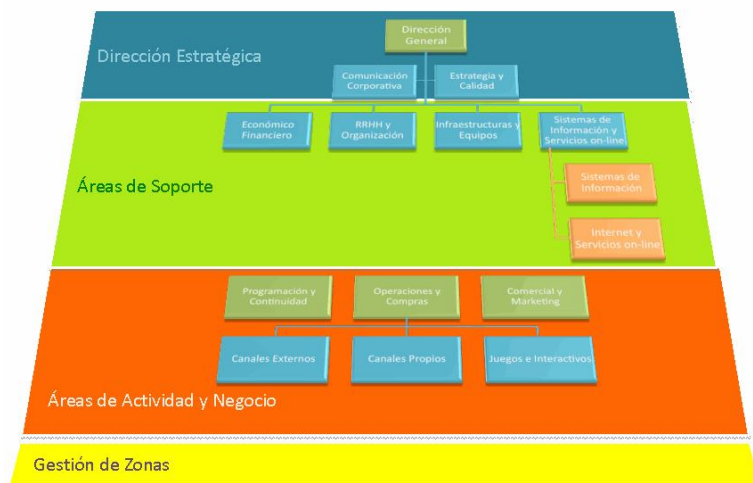 Dirección
General
Dirección Estratégica
Comunicación
Corporativa
Estrategia y
Calidad
Económico
Financiero
RRHH y
Organización
Infraestructuras y
Equipos
Sistemas de
Información y
Servicios on-line
Áreas de Soporte
Sistemas de
Información
Internet y
Servicios on-line
Programación y
Continuidad
Operaciones y
Compras
Comercial y
Marketing
Canales Externos
Canales Propios
Juegos e Interactivos
Áreas de Actividad y Negocio
Gestión de Zonas